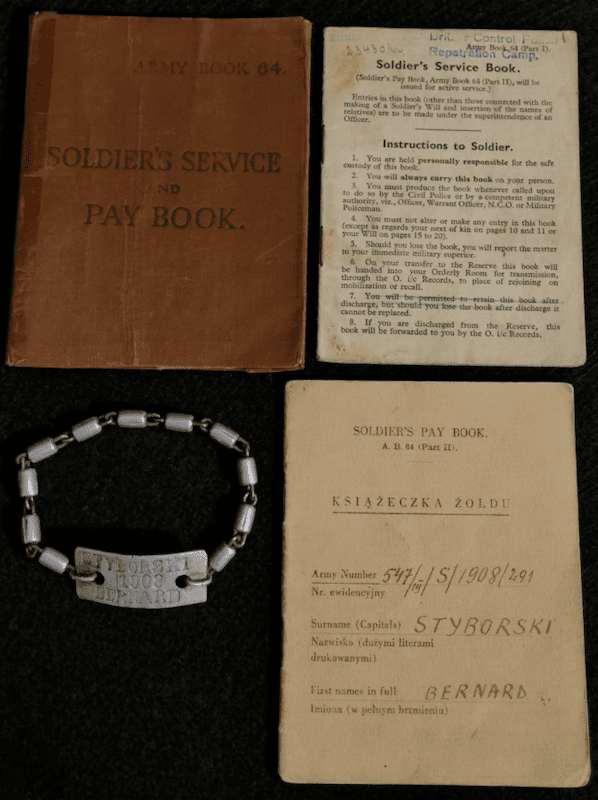 ARMY BOOK 64.
SOLDIER'S SERVICE
AND
PAY BOOK.
Control
Repatration Camp.
23430/44
Army Book 64 (Part I).
Soldier's Service Book.
(Soldier's Pay Book, Army Book 64 (Part II), will be
issued for active service.)
Entries in this book (other than those connected with the
making of a Soldier's Will and insertion of the names of
relatives) are to be made under the superintendence of an
Officer.
Instructions to Soldier.
1. You are held personally responsible for the safe
custody of this book.
2. You will always carry this book on your person.
3. You must produce the book whenever called upon
to do so by the Civil Police or by a competent military
authority, viz., Officer, Warrant Officer, N.C.O. or Military
Policeman.
4. You must not alter or make any entry in this book
(except as regards your next of kin on pages 10 and 11 or
your Will on pages 15 to 20).
5. Should you lose the book, you will report the matter
to your immediate military superior.
6. On your transfer to the Reserve this book will
be handed into your Orderly Room for transmission,
through the O. i/c Records, to place of rejoining on
mobilization or recall.
7. You will be permitted to retain this book after
discharge, but should you lose the book after discharge it
cannot be replaced.
8. If you are discharged from the Reserve, this
book will be forwarded to you by the O. i/c Records.
STYBORSKI
1908
BERNARD
SOLDIER'S PAY BOOK.
A. B. 64 (Part II).
KSIĄŻECZKA ŻOŁDU
Army Number 547/I/III/S/1908/291
Nr. ewidencyjny
Surname (Capitals) STYBORSKI
Nazwisko (dużymi literami
drukowanymi)
First names in full BERNARD
Imiona (w pełnym brzmieniu)